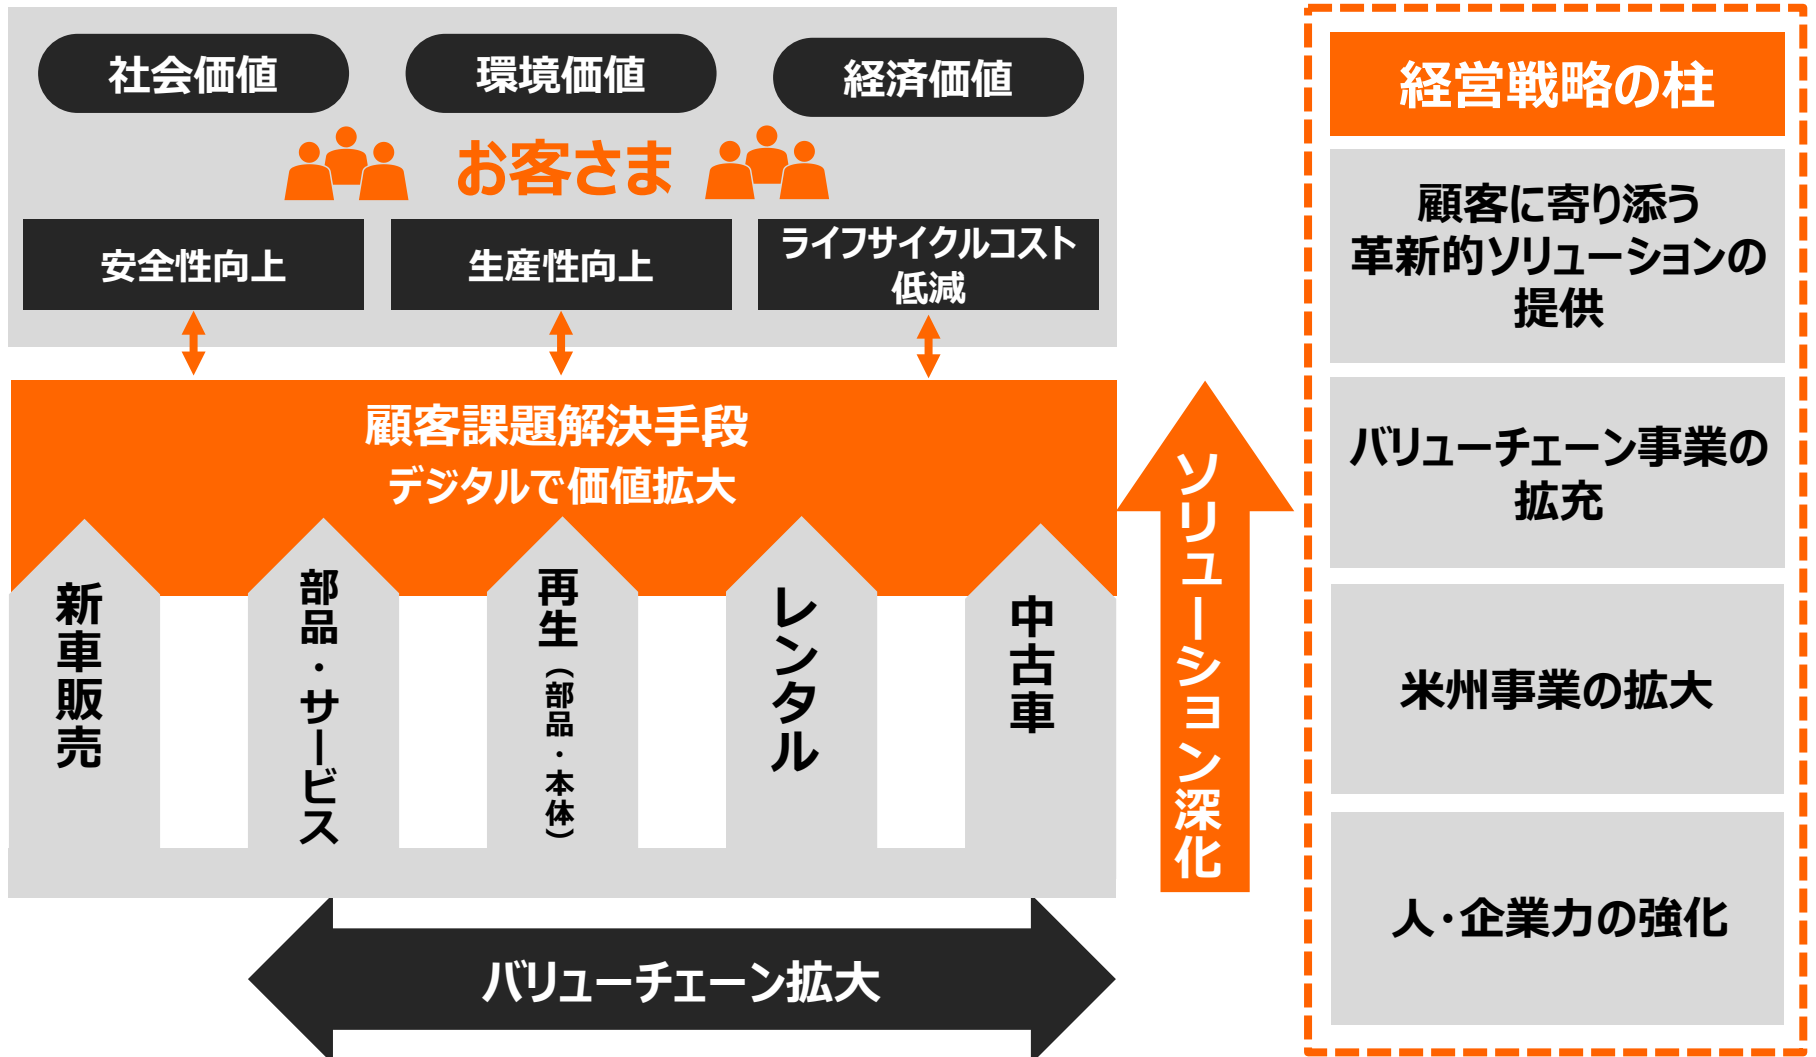 社会価値
環境価値
経済価値
お客さま
安全性向上
生産性向上
ライフサイクルコスト
低減
顧客課題解決手段
デジタルで価値拡大
新車販売
部品・サービス
再生（部品・本体）
レンタル
中古車
バリューチェーン拡大
ソリューション深化
経営戦略の柱
顧客に寄り添う
革新的ソリューションの
提供
バリューチェーン事業の
拡充
米州事業の拡大
人・企業力の強化